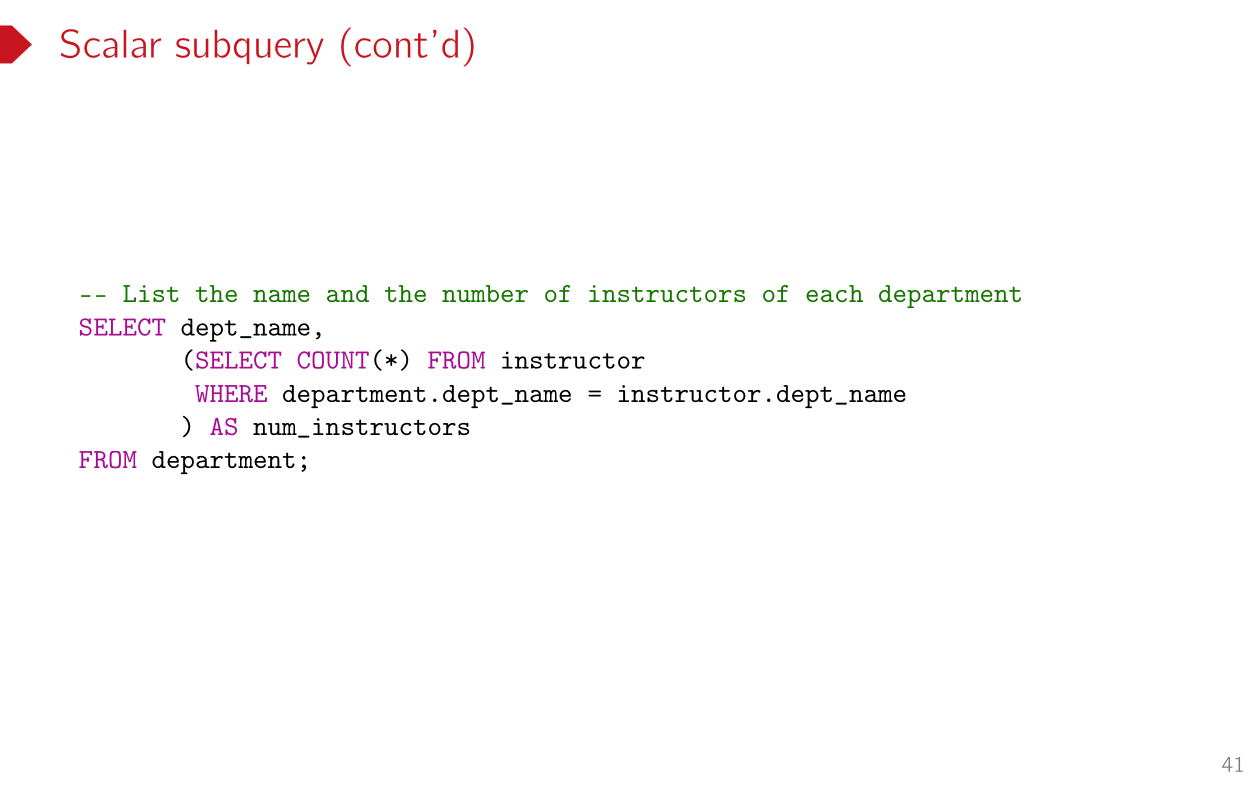 Scalar subquery (cont'd)
-- List the name and the number of instructors of each department
SELECT dept_name,
       (SELECT COUNT(*) FROM instructor
        WHERE department.dept_name = instructor.dept_name
       ) AS num_instructors
FROM department;
41